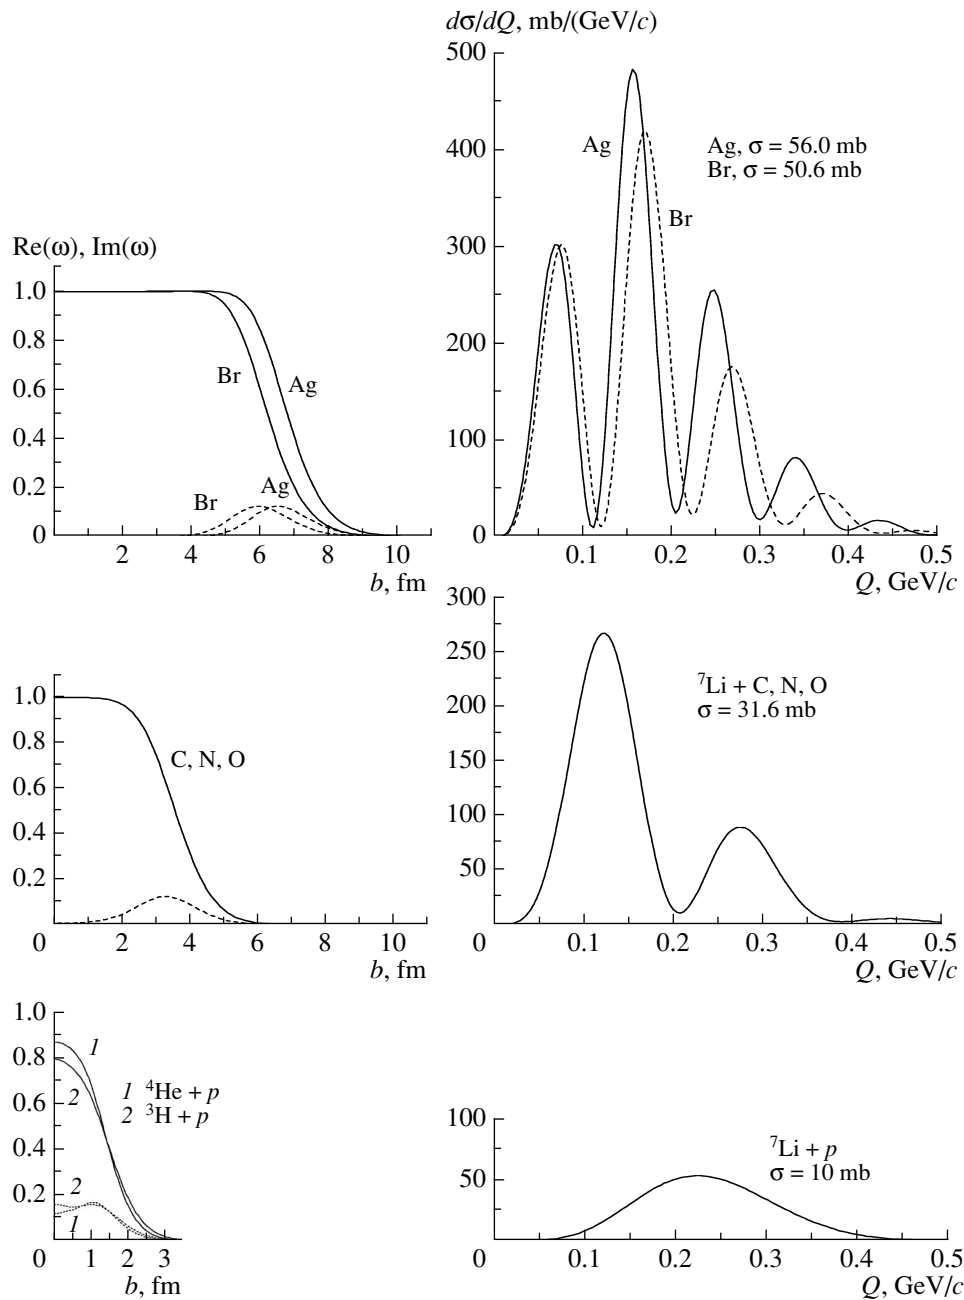 dσ/dQ, mb/(GeV/c)
500
400
300
200
100
0
Ag
Br
Ag, σ = 56.0 mb
Br, σ = 50.6 mb
0.1 0.2 0.3 0.4 0.5
Q, GeV/c
Re(ω), Im(ω)
1.0
0.8
0.6
0.4
0.2
0
Br
Ag
Br
Ag
2 4 6 8 10
b, fm
1.0
0.8
0.6
0.4
0.2
0
C, N, O
2 4 6 8 10
b, fm
300
250
200
150
100
50
0
⁷Li + C, N, O
σ = 31.6 mb
0.1 0.2 0.3 0.4 0.5
Q, GeV/c
1.0
0.8
0.6
0.4
0.2
0
1
2
1 ⁴He + p
2 ³H + p
2
1
1 2 3
b, fm
100
50
0
⁷Li + p
σ = 10 mb
0.1 0.2 0.3 0.4 0.5
Q, GeV/c